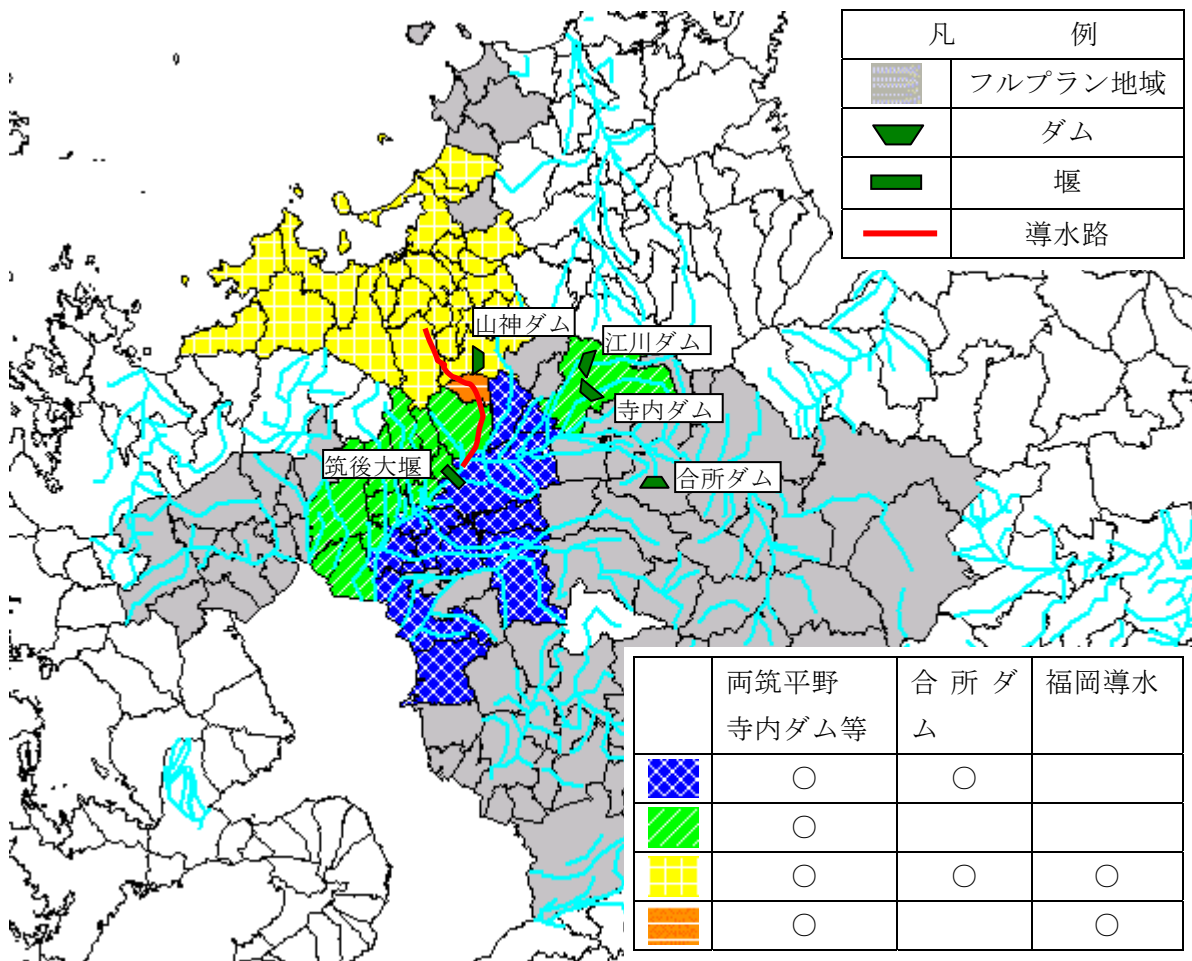 凡 例
フルプラン地域
ダム
堰
導水路
山神ダム
江川ダム
寺内ダム
筑後大堰
合所ダム
両筑平野 合所ダ 福岡導水
寺内ダム等 ム
○ ○
○
○ ○ ○
○ ○